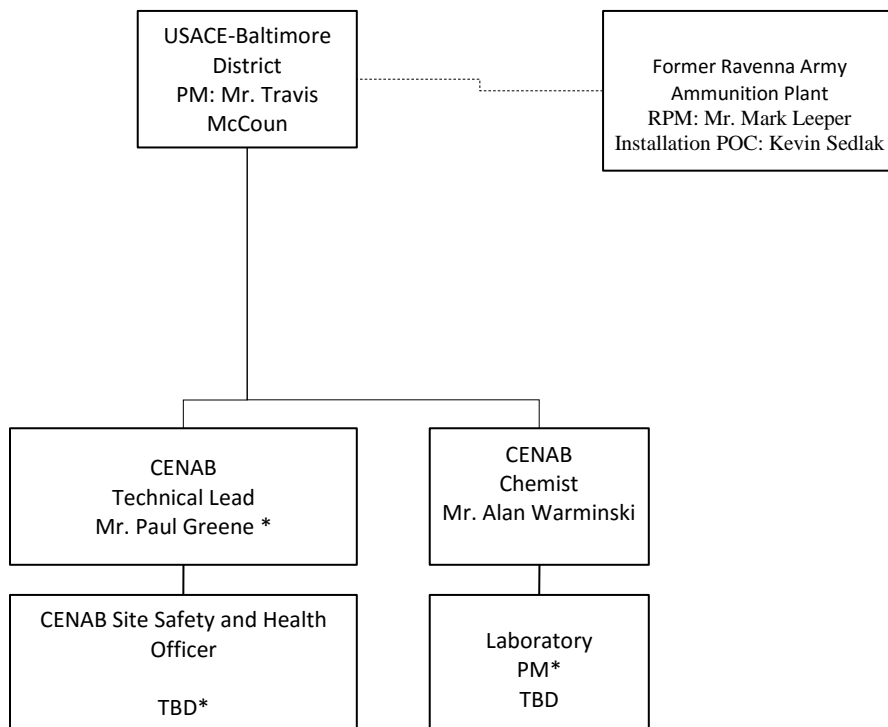 USACE-Baltimore
District
PM: Mr. Travis
McCoun
Former Ravenna Army
Ammunition Plant
RPM: Mr. Mark Leeper
Installation POC: Kevin Sedlak
CENAB
Technical Lead
Mr. Paul Greene *
CENAB
Chemist
Mr. Alan Warminski
CENAB Site Safety and Health
Officer
TBD*
Laboratory
PM*
TBD